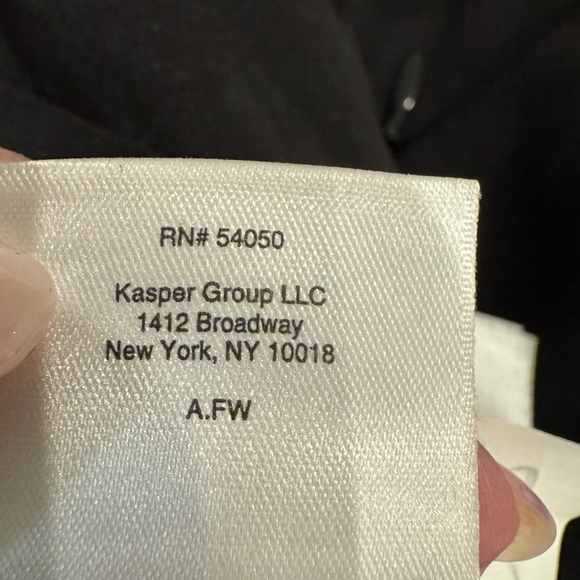 RN# 54050
Kasper Group LLC
1412 Broadway
New York, NY 10018
A.FW